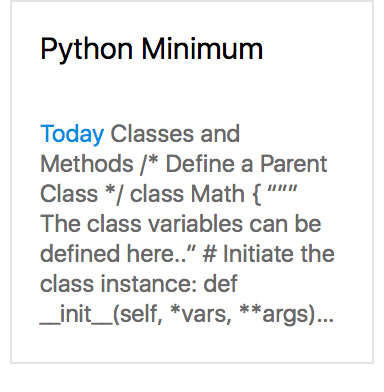 Python Minimum
Today Classes and
Methods /* Define a Parent
Class */ class Math { “””
The class variables can be
defined here..” # Initiate the
class instance: def
__init__(self, *vars, **args)...